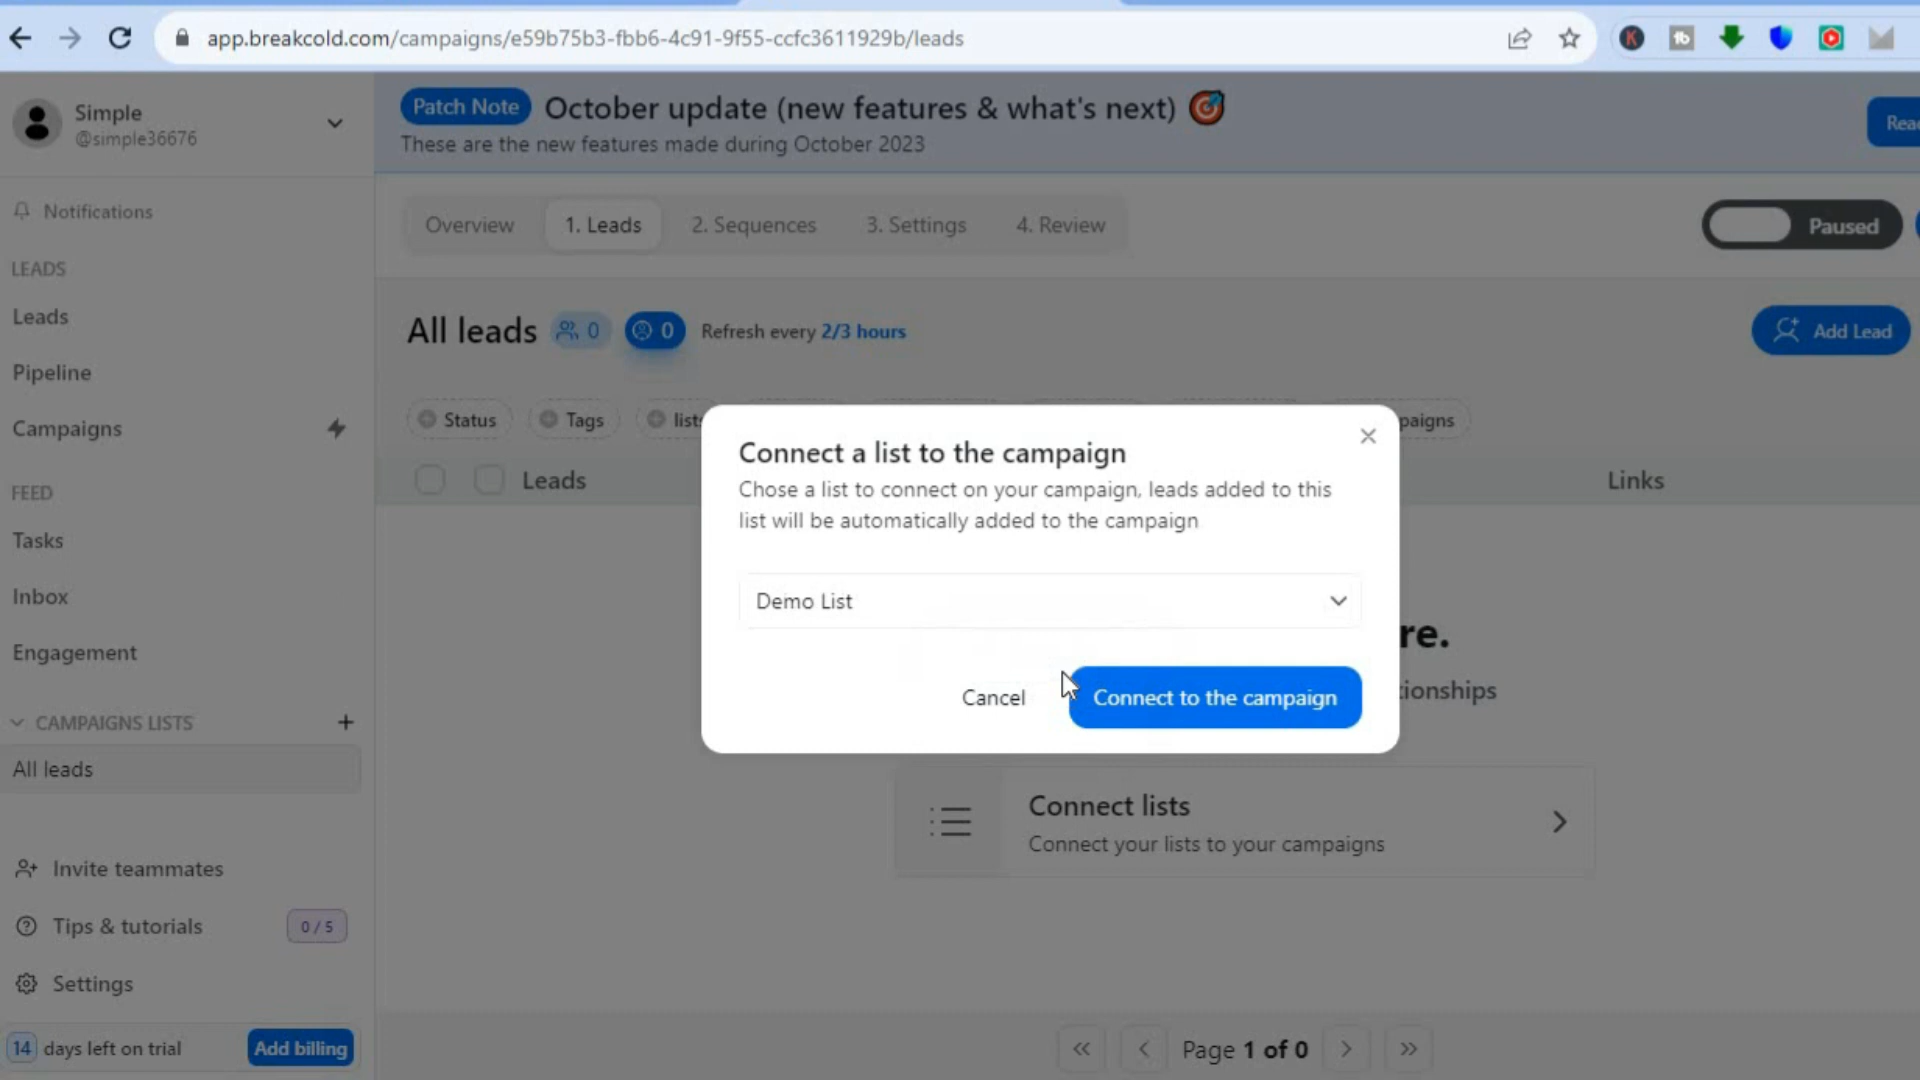 app.breakcold.com/campaigns/e59b75b3-fbb6-4c91-9f55-ccfc3611929b/leads
Simple
@simple36676
Patch Note October update (new features & what's next)
These are the new features made during October 2023
Notifications
Overview 1. Leads 2. Sequences 3. Settings 4. Review
Paused
LEADS
Leads
Pipeline
Campaigns
All leads 0 0 Refresh every 2/3 hours
Add Lead
Status Tags lists
paigns
Leads Links
FEED
Tasks
Inbox
Engagement
CAMPAIGNS LISTS +
All leads
Connect a list to the campaign
Chose a list to connect on your campaign, leads added to this
list will be automatically added to the campaign
Demo List
Cancel Connect to the campaign
re.
tionships
Connect lists
Connect your lists to your campaigns
Invite teammates
Tips & tutorials 0 / 5
Settings
14 days left on trial Add billing
Page 1 of 0